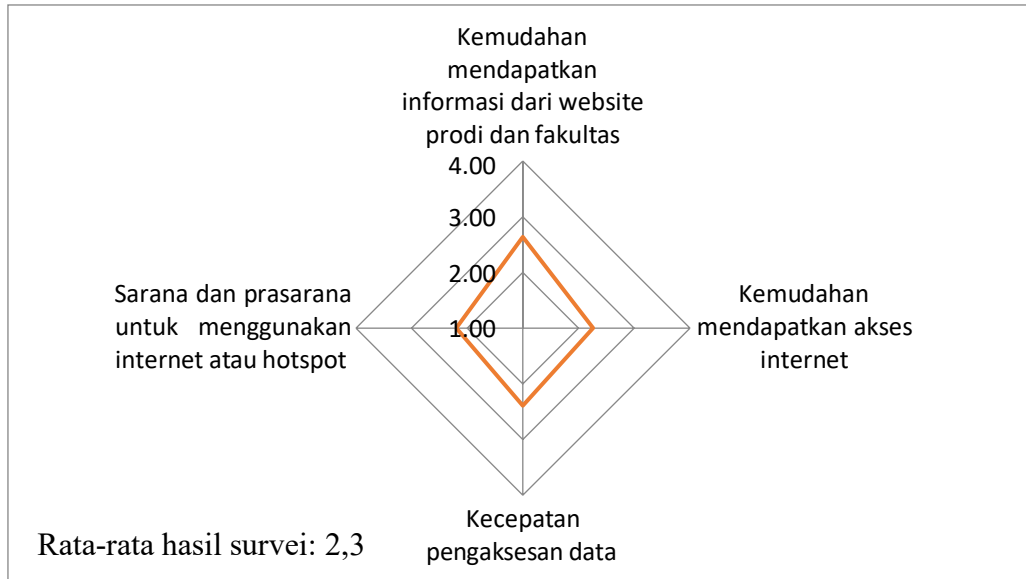 Kemudahan
mendapatkan
informasi dari website
prodi dan fakultas
4.00
3.00
2.00
1.00
Sarana dan prasarana
untuk menggunakan
internet atau hotspot
Kemudahan
mendapatkan akses
internet
Kecepatan
pengaksesan data
Rata-rata hasil survei: 2,3